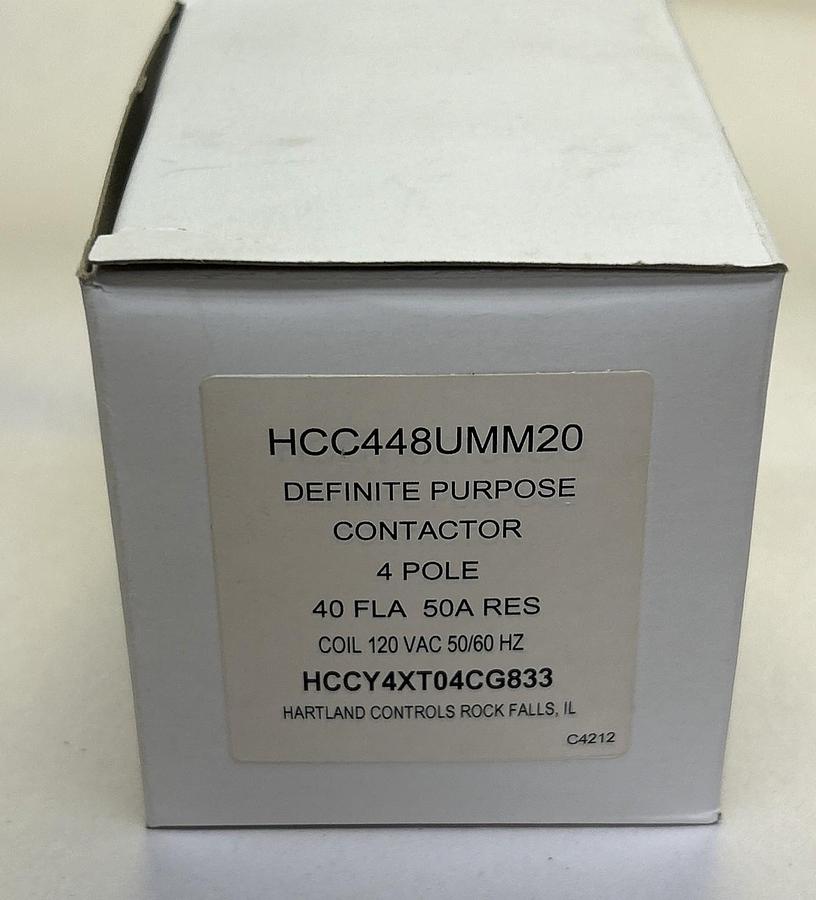 HCC448UMM20
DEFINITE PURPOSE
CONTACTOR
4 POLE
40 FLA 50A RES
COIL 120 VAC 50/60 HZ
HCCY4XT04CG833
HARTLAND CONTROLS ROCK FALLS, IL
C4212